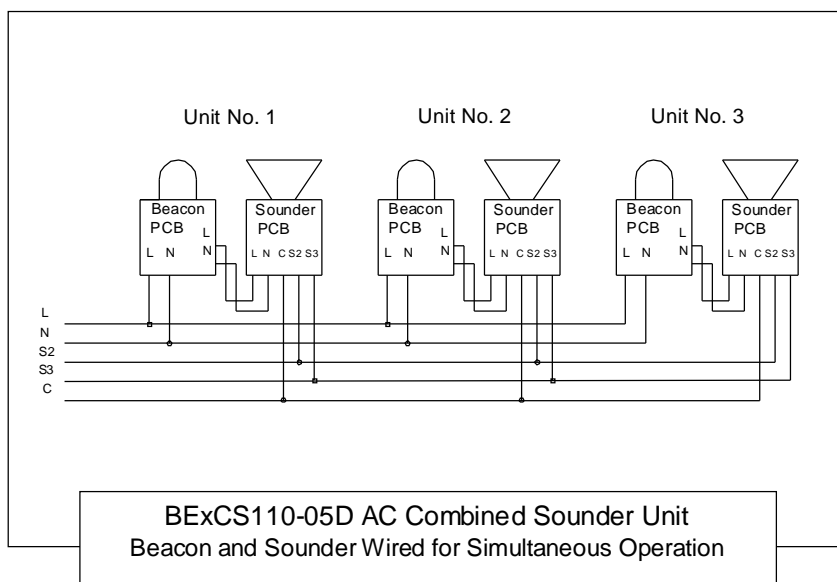 Unit No. 1 Unit No. 2 Unit No. 3
Beacon PCB L N L N
Sounder PCB L N C S2 S3
Beacon PCB L N L N
Sounder PCB L N C S2 S3
Beacon PCB L N L N
Sounder PCB L N C S2 S3
L
N
S2
S3
C
BExCS110-05D AC Combined Sounder Unit
Beacon and Sounder Wired for Simultaneous Operation